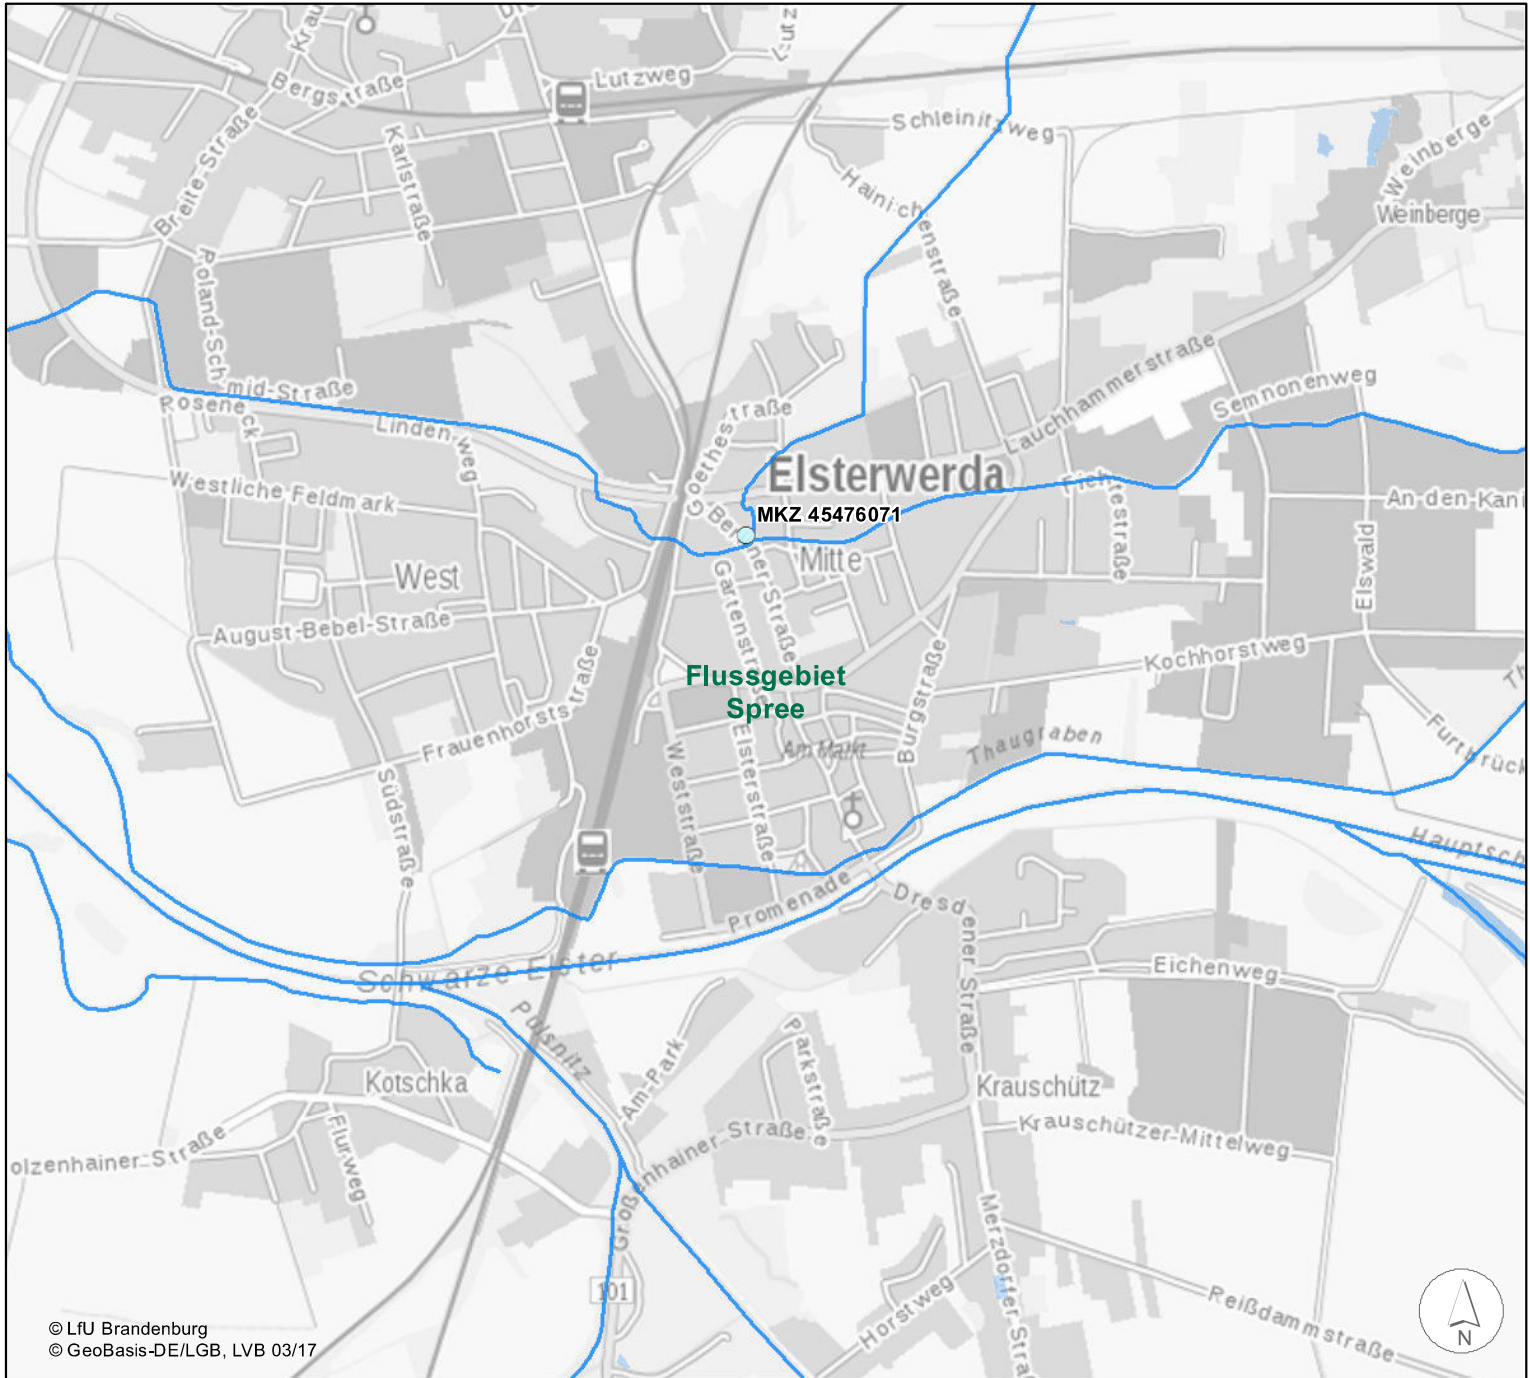 Bergstraße
Lutzweg
Schleinitzweg
Weinberge
Weinberge
Karlstraße
Breite-Straße
Hainichenstraße
Roland-Schmid-Straße
Roseneck
Lindenweg
Goethestraße
Lauchhammerstraße
Semnonenweg
Westliche Feldmark
Elsterwerda
MKZ 45476071
Fichtestraße
An den Kani
Berliner-Straße
Mitte
West
Gartenstraße
Elswald
August-Bebel-Straße
Kochhorstweg
Flussgebiet
Spree
Frauenhorststraße
Burgstraße
Am Markt
Thaugraben
Furtbrück
Südstraße
Weststraße
Elsterstraße
Hauptsch
Promenade
Dresdener Straße
Schwarze Elster
Eichenweg
Pulsnitz
Am-Park
Parkstraße
Kotschka
Krauschütz
Flurweg
olzenhainer-Straße
Großenhainer-Straße
Krauschützer-Mittelweg
Merzdorfer Straß
101
Horstweg
Reißdammstraße
© LfU Brandenburg
© GeoBasis-DE/LGB, LVB 03/17
N